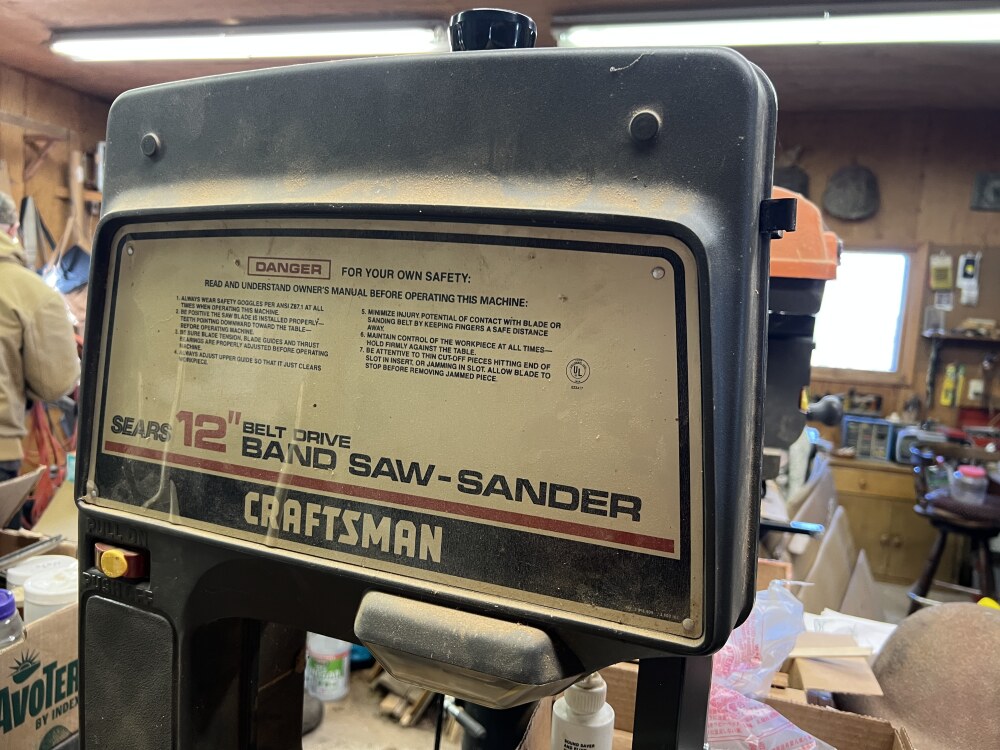 DANGER FOR YOUR OWN SAFETY:
READ AND UNDERSTAND OWNER'S MANUAL BEFORE OPERATING THIS MACHINE:
1. ALWAYS WEAR SAFETY GOGGLES PER ANSI Z87.1 AT ALL
TIMES WHEN OPERATING THIS MACHINE.
2. BE POSITIVE THE SAW BLADE IS INSTALLED PROPERLY—
TEETH POINTING DOWNWARD TOWARD THE TABLE—
BEFORE OPERATING MACHINE.
3. BE SURE BLADE TENSION, BLADE GUIDES AND THRUST
BEARINGS ARE PROPERLY ADJUSTED BEFORE OPERATING
MACHINE.
4. ALWAYS ADJUST UPPER GUIDE SO THAT IT JUST CLEARS
WORKPIECE.
5. MINIMIZE INJURY POTENTIAL OF CONTACT WITH BLADE OR
SANDING BELT BY KEEPING FINGERS A SAFE DISTANCE
AWAY.
6. MAINTAIN CONTROL OF THE WORKPIECE AT ALL TIMES—
HOLD FIRMLY AGAINST THE TABLE.
7. BE ATTENTIVE TO THIN CUT-OFF PIECES HITTING END OF
SLOT IN INSERT, OR JAMMING IN SLOT. ALLOW BLADE TO
STOP BEFORE REMOVING JAMMED PIECE.
UL
SEARS 12" BELT DRIVE
BAND SAW-SANDER
CRAFTSMAN
PULL ON
AVOTER
BY INDEX